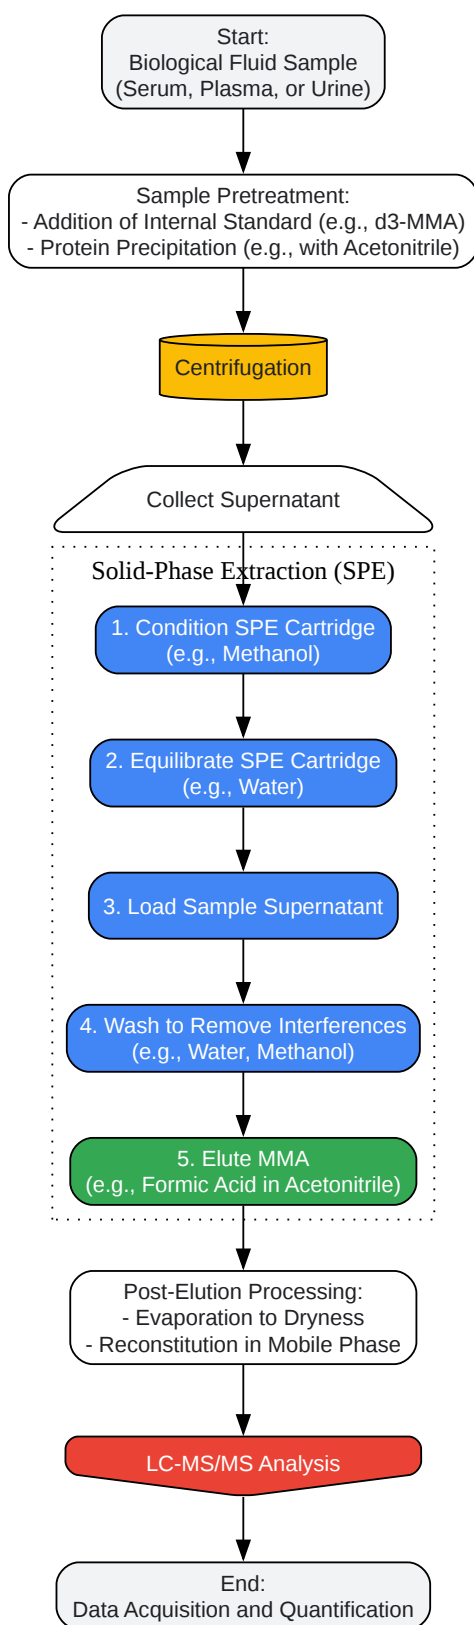 Start:
Biological Fluid Sample
(Serum, Plasma, or Urine)
Sample Pretreatment:
- Addition of Internal Standard (e.g., d3-MMA)
- Protein Precipitation (e.g., with Acetonitrile)
Centrifugation
Collect Supernatant
Solid-Phase Extraction (SPE)
1. Condition SPE Cartridge
(e.g., Methanol)
2. Equilibrate SPE Cartridge
(e.g., Water)
3. Load Sample Supernatant
4. Wash to Remove Interferences
(e.g., Water, Methanol)
5. Elute MMA
(e.g., Formic Acid in Acetonitrile)
Post-Elution Processing:
- Evaporation to Dryness
- Reconstitution in Mobile Phase
LC-MS/MS Analysis
End:
Data Acquisition and Quantification